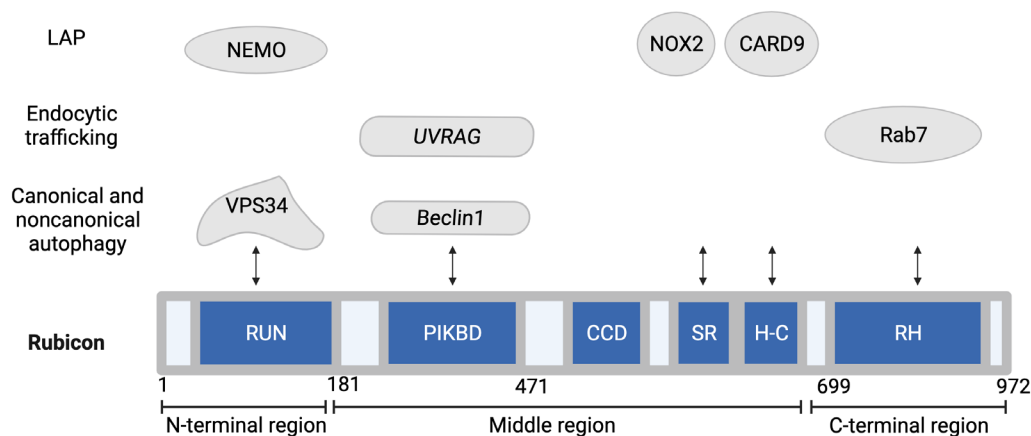 LAP
NEMO
NOX2
CARD9
Endocytic
trafficking
UVRAG
Rab7
Canonical and
noncanonical
autophagy
VPS34
Beclin1
Rubicon
RUN
PIKBD
CCD
SR
H-C
RH
1
181
471
699
972
N-terminal region
Middle region
C-terminal region